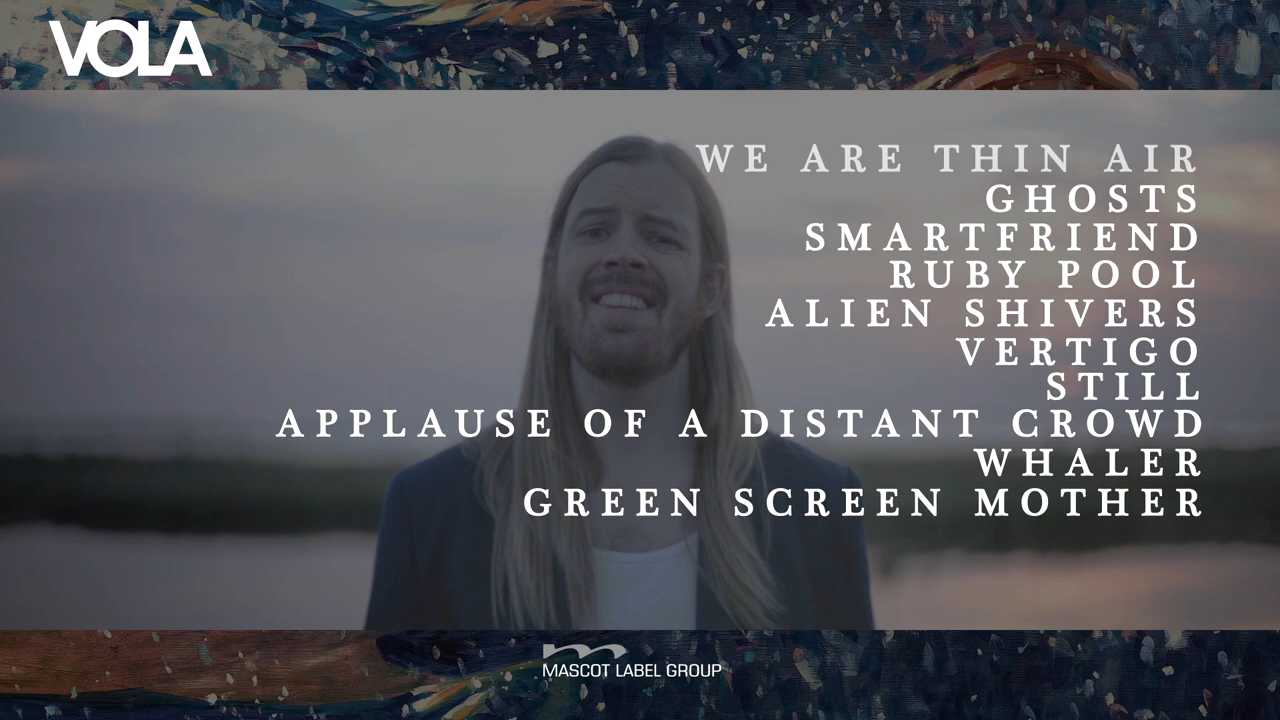 VOLA
WE ARE THIN AIR
GHOSTS
SMARTFRIEND
RUBY POOL
ALIEN SHIVERS
VERTIGO
STILL
APPLAUSE OF A DISTANT CROWD
WHALER
GREEN SCREEN MOTHER
MASCOT LABEL GROUP